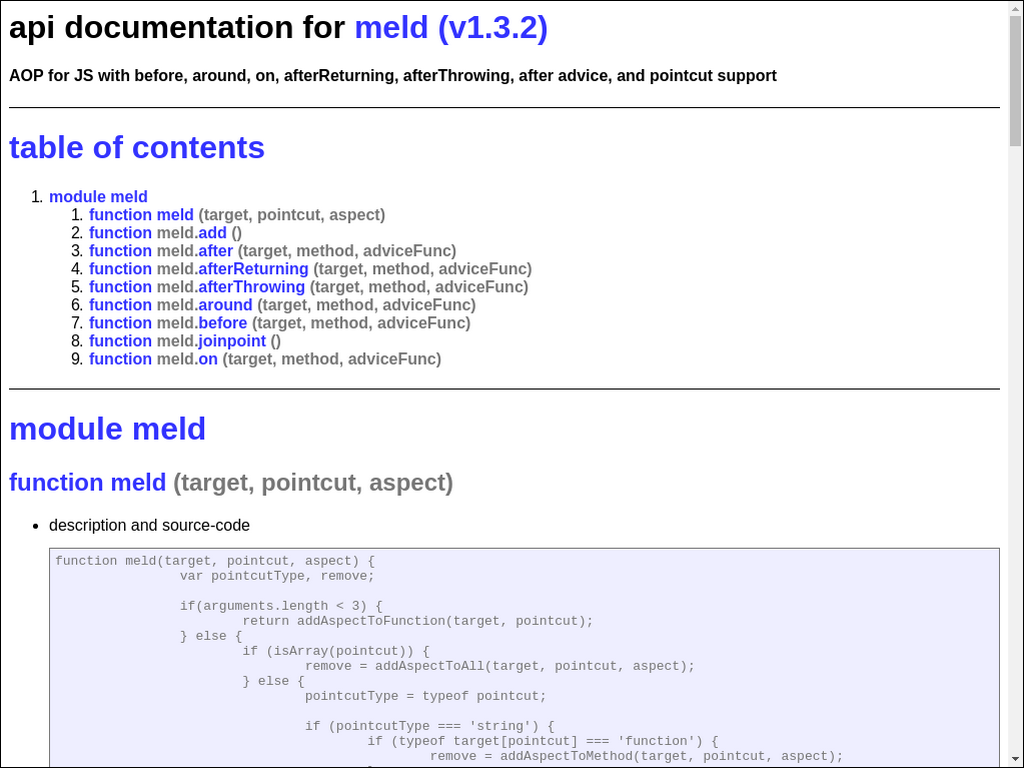 api documentation for meld (v1.3.2)
AOP for JS with before, around, on, afterReturning, afterThrowing, after advice, and pointcut support
table of contents
1. module meld
1. function meld (target, pointcut, aspect)
2. function meld.add ()
3. function meld.after (target, method, adviceFunc)
4. function meld.afterReturning (target, method, adviceFunc)
5. function meld.afterThrowing (target, method, adviceFunc)
6. function meld.around (target, method, adviceFunc)
7. function meld.before (target, method, adviceFunc)
8. function meld.joinpoint ()
9. function meld.on (target, method, adviceFunc)
module meld
function meld (target, pointcut, aspect)
• description and source-code
function meld(target, pointcut, aspect) {
var pointcutType, remove;
if(arguments.length < 3) {
return addAspectToFunction(target, pointcut);
} else {
if (isArray(pointcut)) {
remove = addAspectToAll(target, pointcut, aspect);
} else {
pointcutType = typeof pointcut;
if (pointcutType === 'string') {
if (typeof target[pointcut] === 'function') {
remove = addAspectToMethod(target, pointcut, aspect);